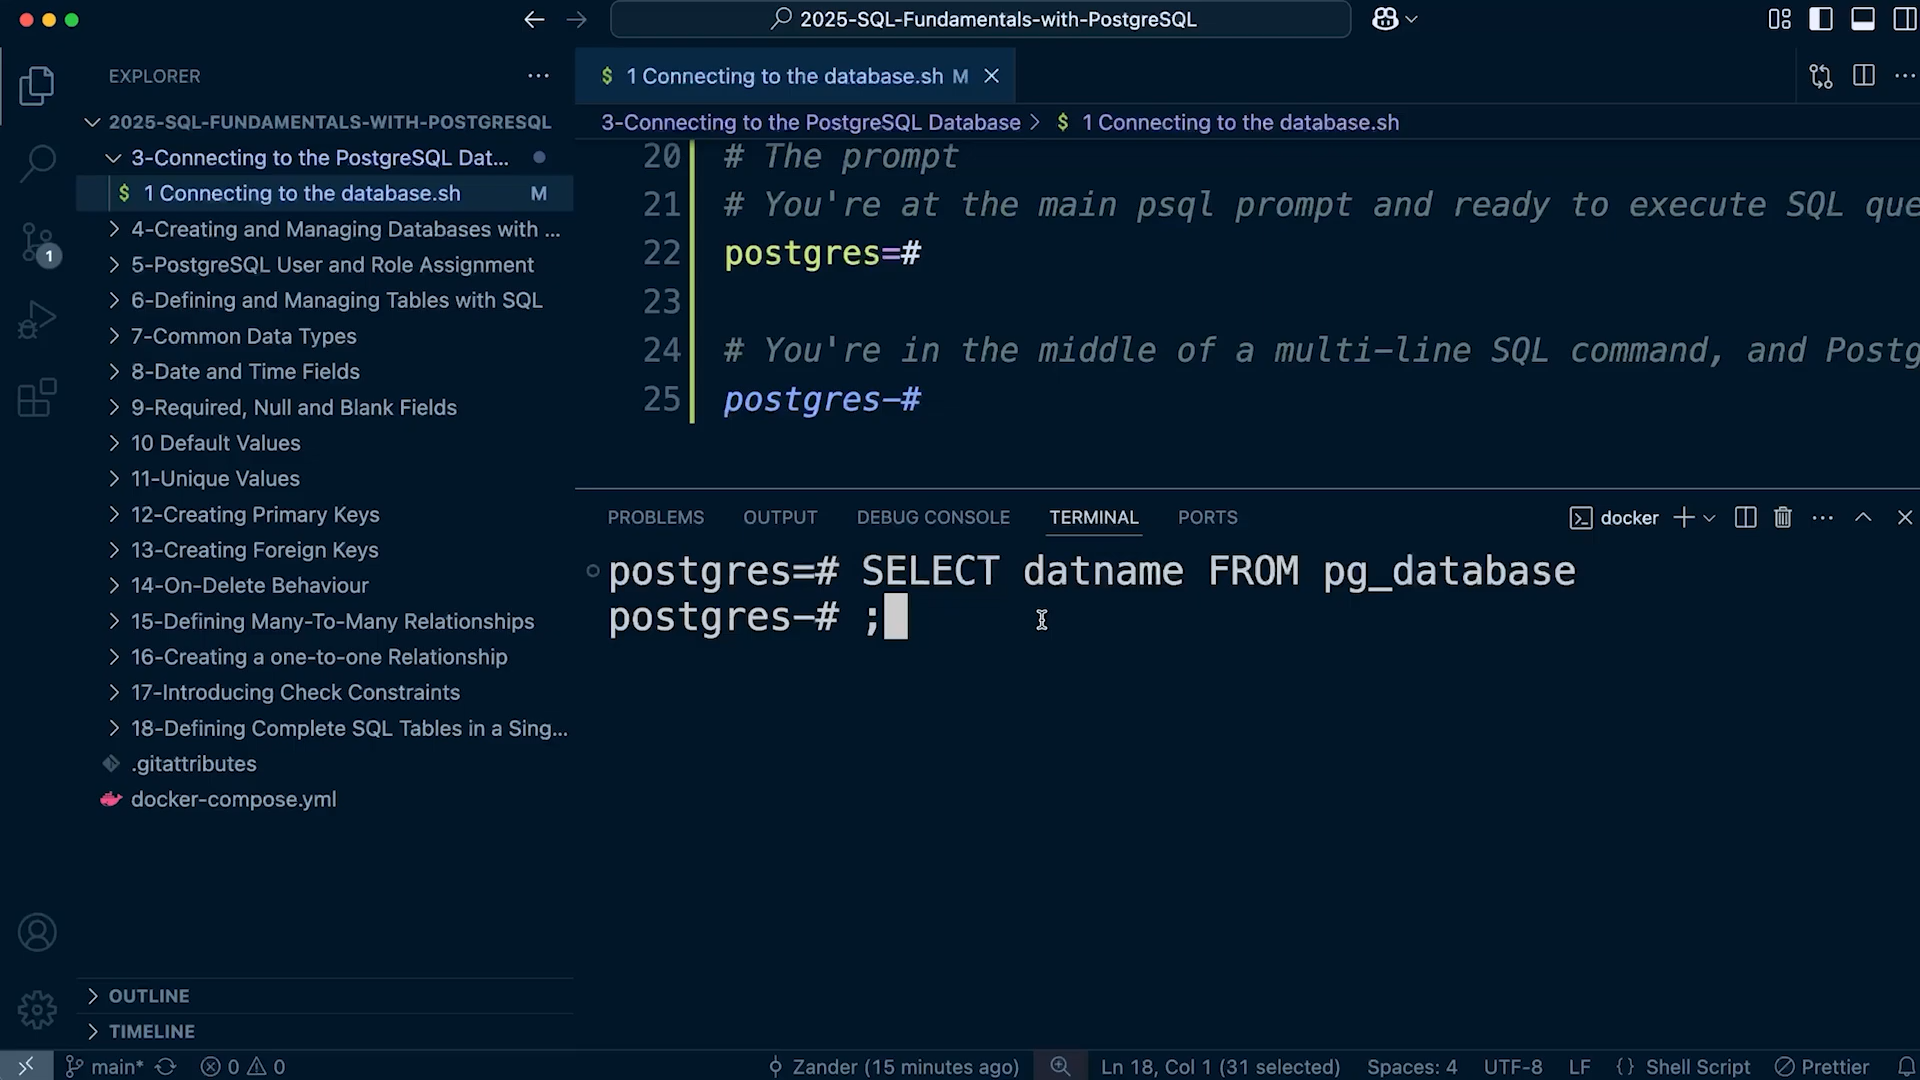 2025-SQL-Fundamentals-with-PostgreSQL
EXPLORER
2025-SQL-FUNDAMENTALS-WITH-POSTGRESQL
3-Connecting to the PostgreSQL Dat...
$ 1 Connecting to the database.sh M
4-Creating and Managing Databases with ...
5-PostgreSQL User and Role Assignment
6-Defining and Managing Tables with SQL
7-Common Data Types
8-Date and Time Fields
9-Required, Null and Blank Fields
10 Default Values
11-Unique Values
12-Creating Primary Keys
13-Creating Foreign Keys
14-On-Delete Behaviour
15-Defining Many-To-Many Relationships
16-Creating a one-to-one Relationship
17-Introducing Check Constraints
18-Defining Complete SQL Tables in a Sing...
.gitattributes
docker-compose.yml
OUTLINE
TIMELINE
1
$ 1 Connecting to the database.sh M
3-Connecting to the PostgreSQL Database > $ 1 Connecting to the database.sh
20 # The prompt
21 # You're at the main psql prompt and ready to execute SQL que
22 postgres=#
23
24 # You're in the middle of a multi-line SQL command, and Postg
25 postgres-#
PROBLEMS OUTPUT DEBUG CONSOLE TERMINAL PORTS docker
postgres=# SELECT datname FROM pg_database
postgres-# ;
main* 0 0 Zander (15 minutes ago) Ln 18, Col 1 (31 selected) Spaces: 4 UTF-8 LF {} Shell Script Prettier